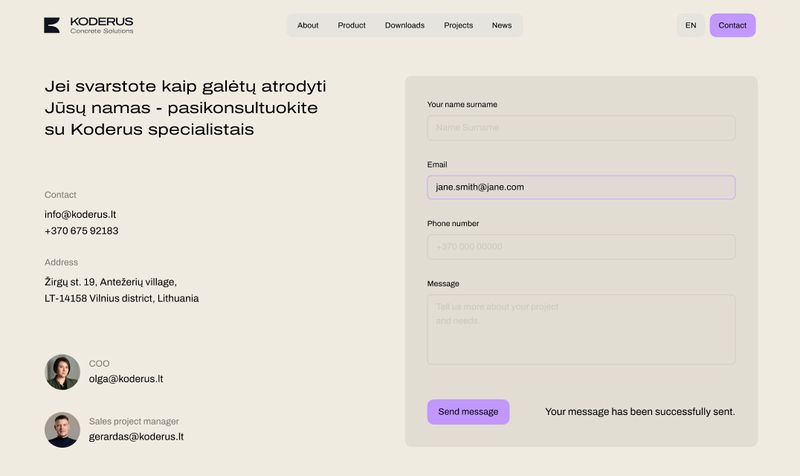 KODERUS
Concrete Solutions
About
Product
Downloads
Projects
News
EN
Contact
Jei svarstote kaip galėtų atrodyti
Jūsų namas - pasikonsultuokite
su Koderus specialistais
Contact
info@koderus.lt
+370 675 92183
Address
Žirgų st. 19, Antežerių village,
LT-14158 Vilnius district, Lithuania
COO
olga@koderus.lt
Sales project manager
gerardas@koderus.lt
Your name surname
Name Surname
Email
jane.smith@jane.com
Phone number
+370 000 00000
Message
Tell us more about your project
and needs.
Send message
Your message has been successfully sent.